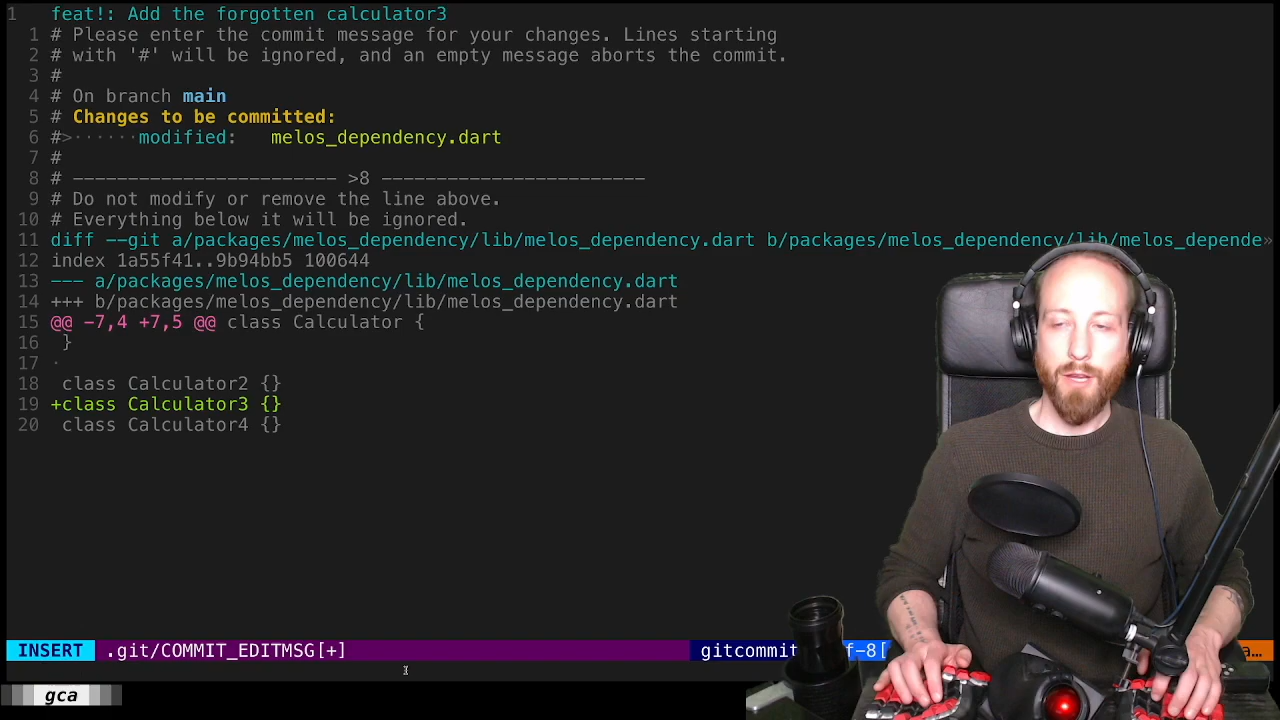 1 feat!: Add the forgotten calculator3
1 # Please enter the commit message for your changes. Lines starting
2 # with '#' will be ignored, and an empty message aborts the commit.
3 #
4 # On branch main
5 # Changes to be committed:
6 #>······modified:   melos_dependency.dart
7 #
8 # ------------------------ >8 ------------------------
9 # Do not modify or remove the line above.
10 # Everything below it will be ignored.
11 diff --git a/packages/melos_dependency/lib/melos_dependency.dart b/packages/melos_dependency/lib/melos_depende»
12 index 1a55f41..9b94bb5 100644
13 --- a/packages/melos_dependency/lib/melos_dependency.dart
14 +++ b/packages/melos_dependency/lib/melos_dependency.dart
15 @@ -7,4 +7,5 @@ class Calculator {
16  }
17 ·
18  class Calculator2 {}
19 +class Calculator3 {}
20  class Calculator4 {}
INSERT .git/COMMIT_EDITMSG[+] gitcommit f-8[ a…
gca